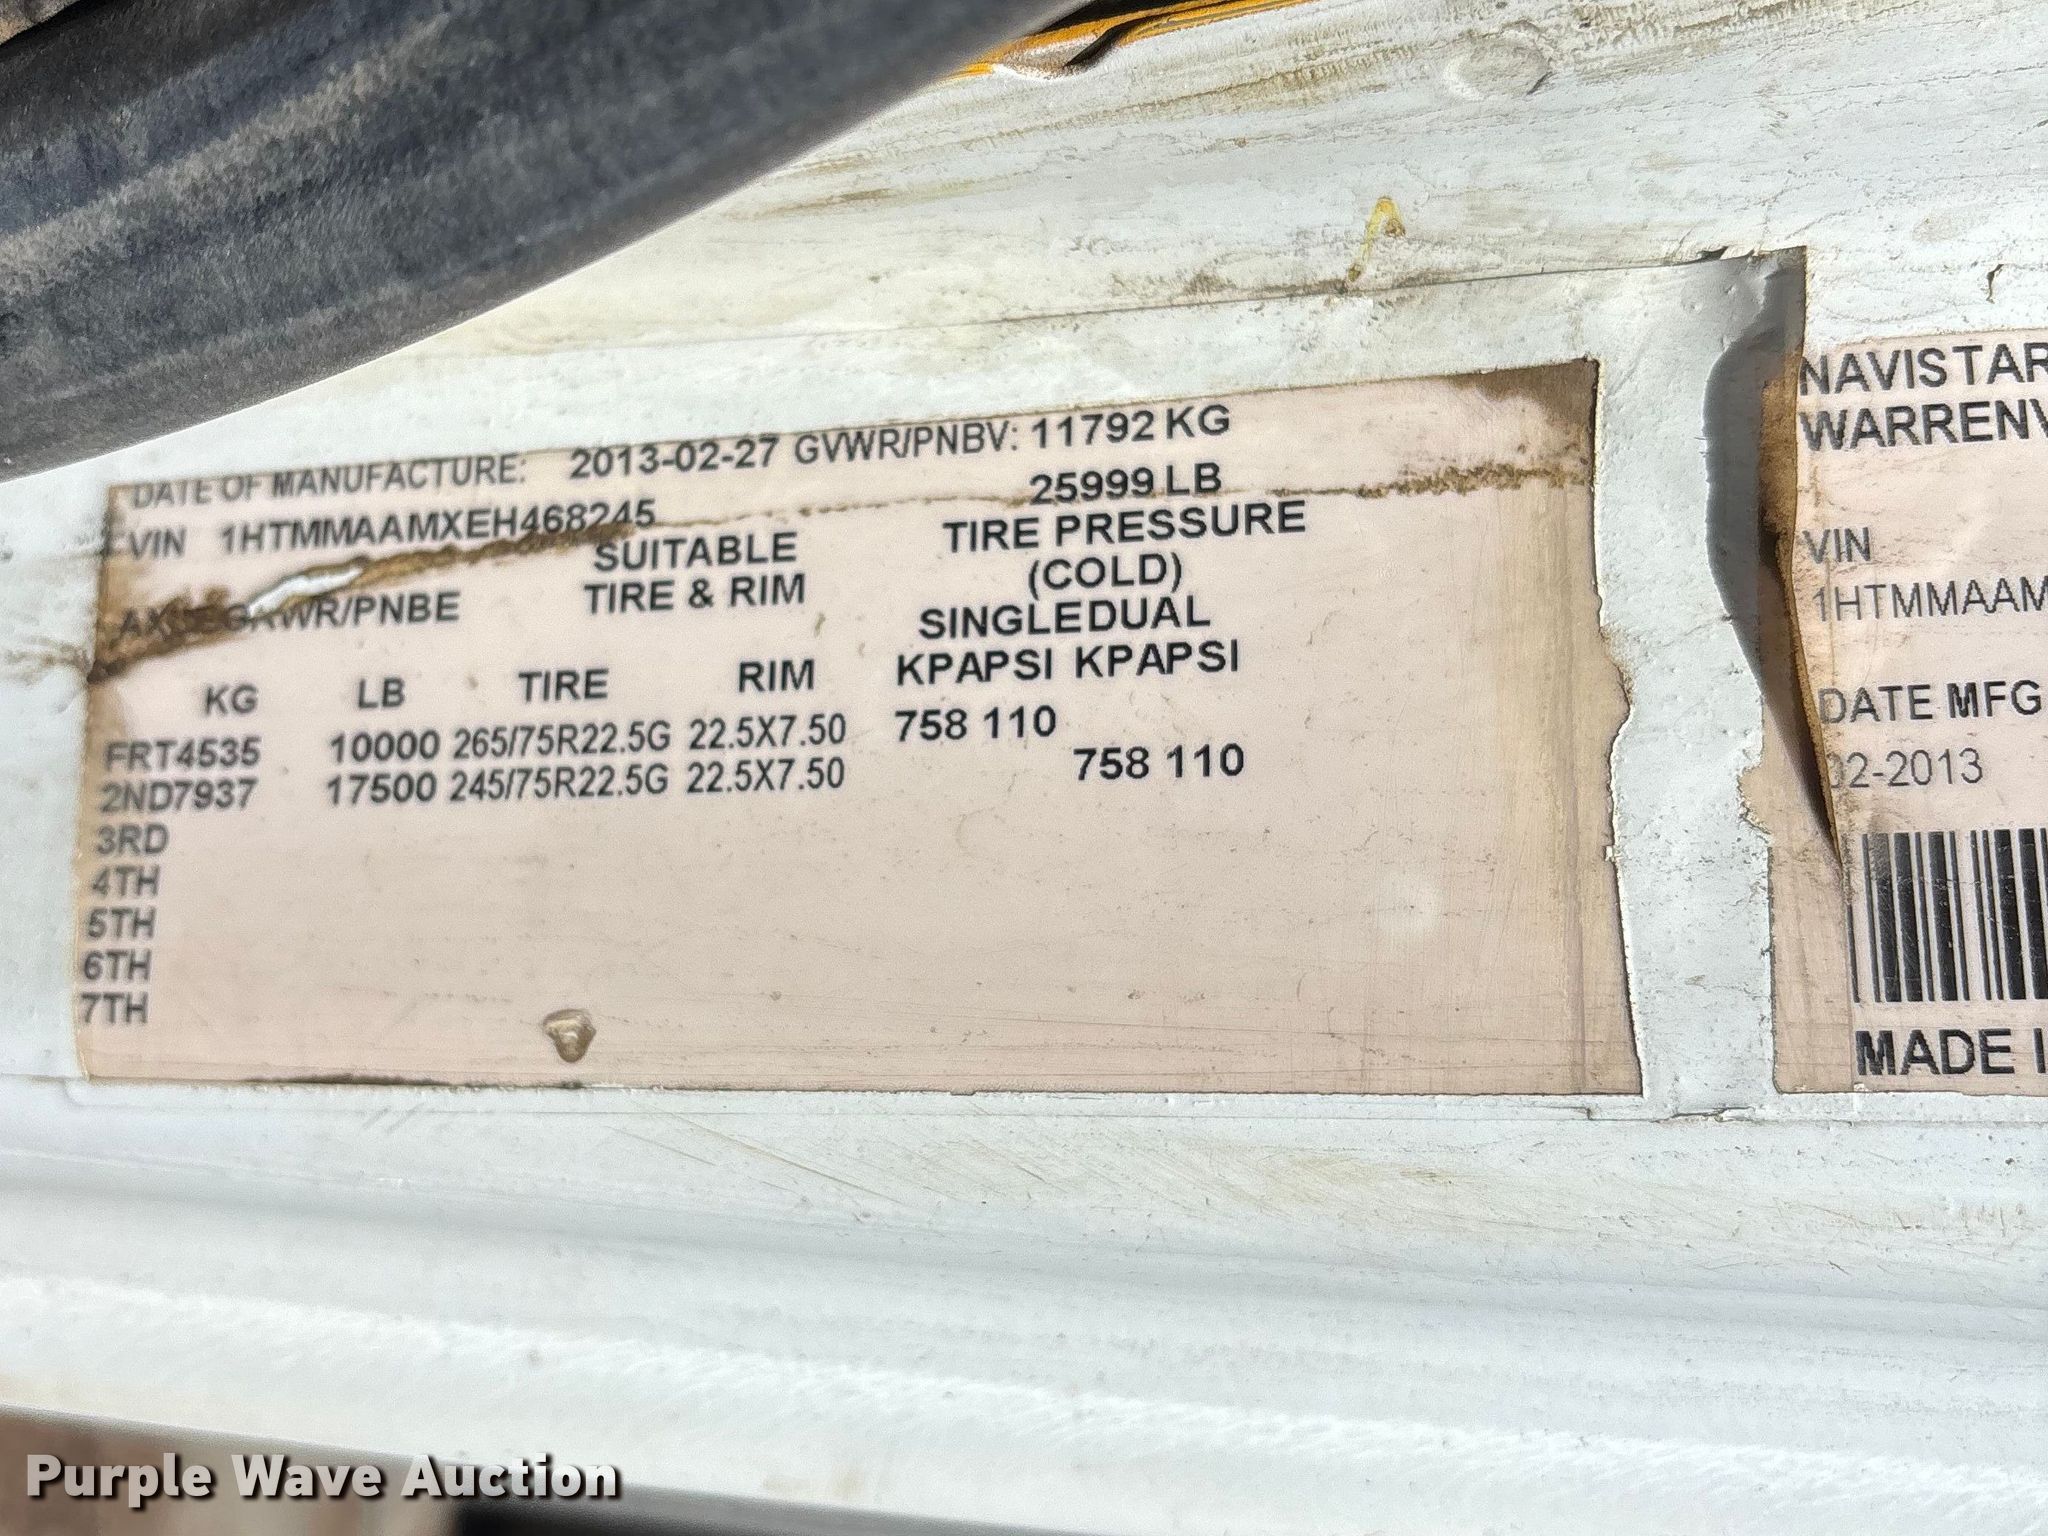 DATE OF MANUFACTURE: 2013-02-27 GVWR/PNBV: 11792 KG
25999 LB
VIN 1HTMMAAMXEH468245
SUITABLE TIRE PRESSURE
TIRE & RIM (COLD)
GRWR/PNBE SINGLEDUAL
KG LB TIRE RIM KPAPSI KPAPSI
FRT4535 10000 265/75R22.5G 22.5X7.50 758 110
2ND7937 17500 245/75R22.5G 22.5X7.50 758 110
3RD
4TH
5TH
6TH
7TH
NAVISTAR
WARRENV
VIN
1HTMMAAM
DATE MFG
02-2013
MADE I
Purple Wave Auction